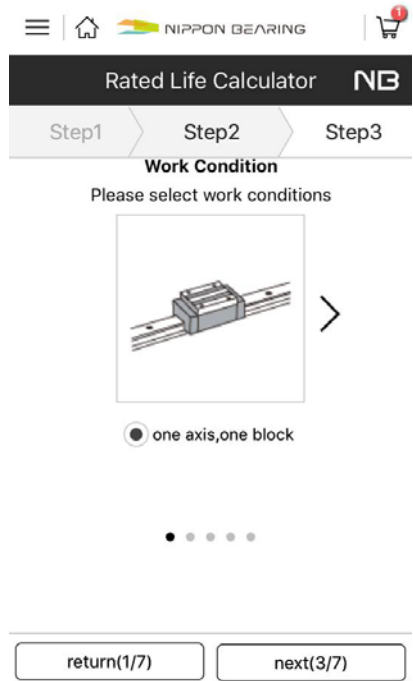 NIPPON BEARING
1
Rated Life Calculator NB
Step1 Step2 Step3
Work Condition
Please select work conditions
one axis,one block
return(1/7) next(3/7)